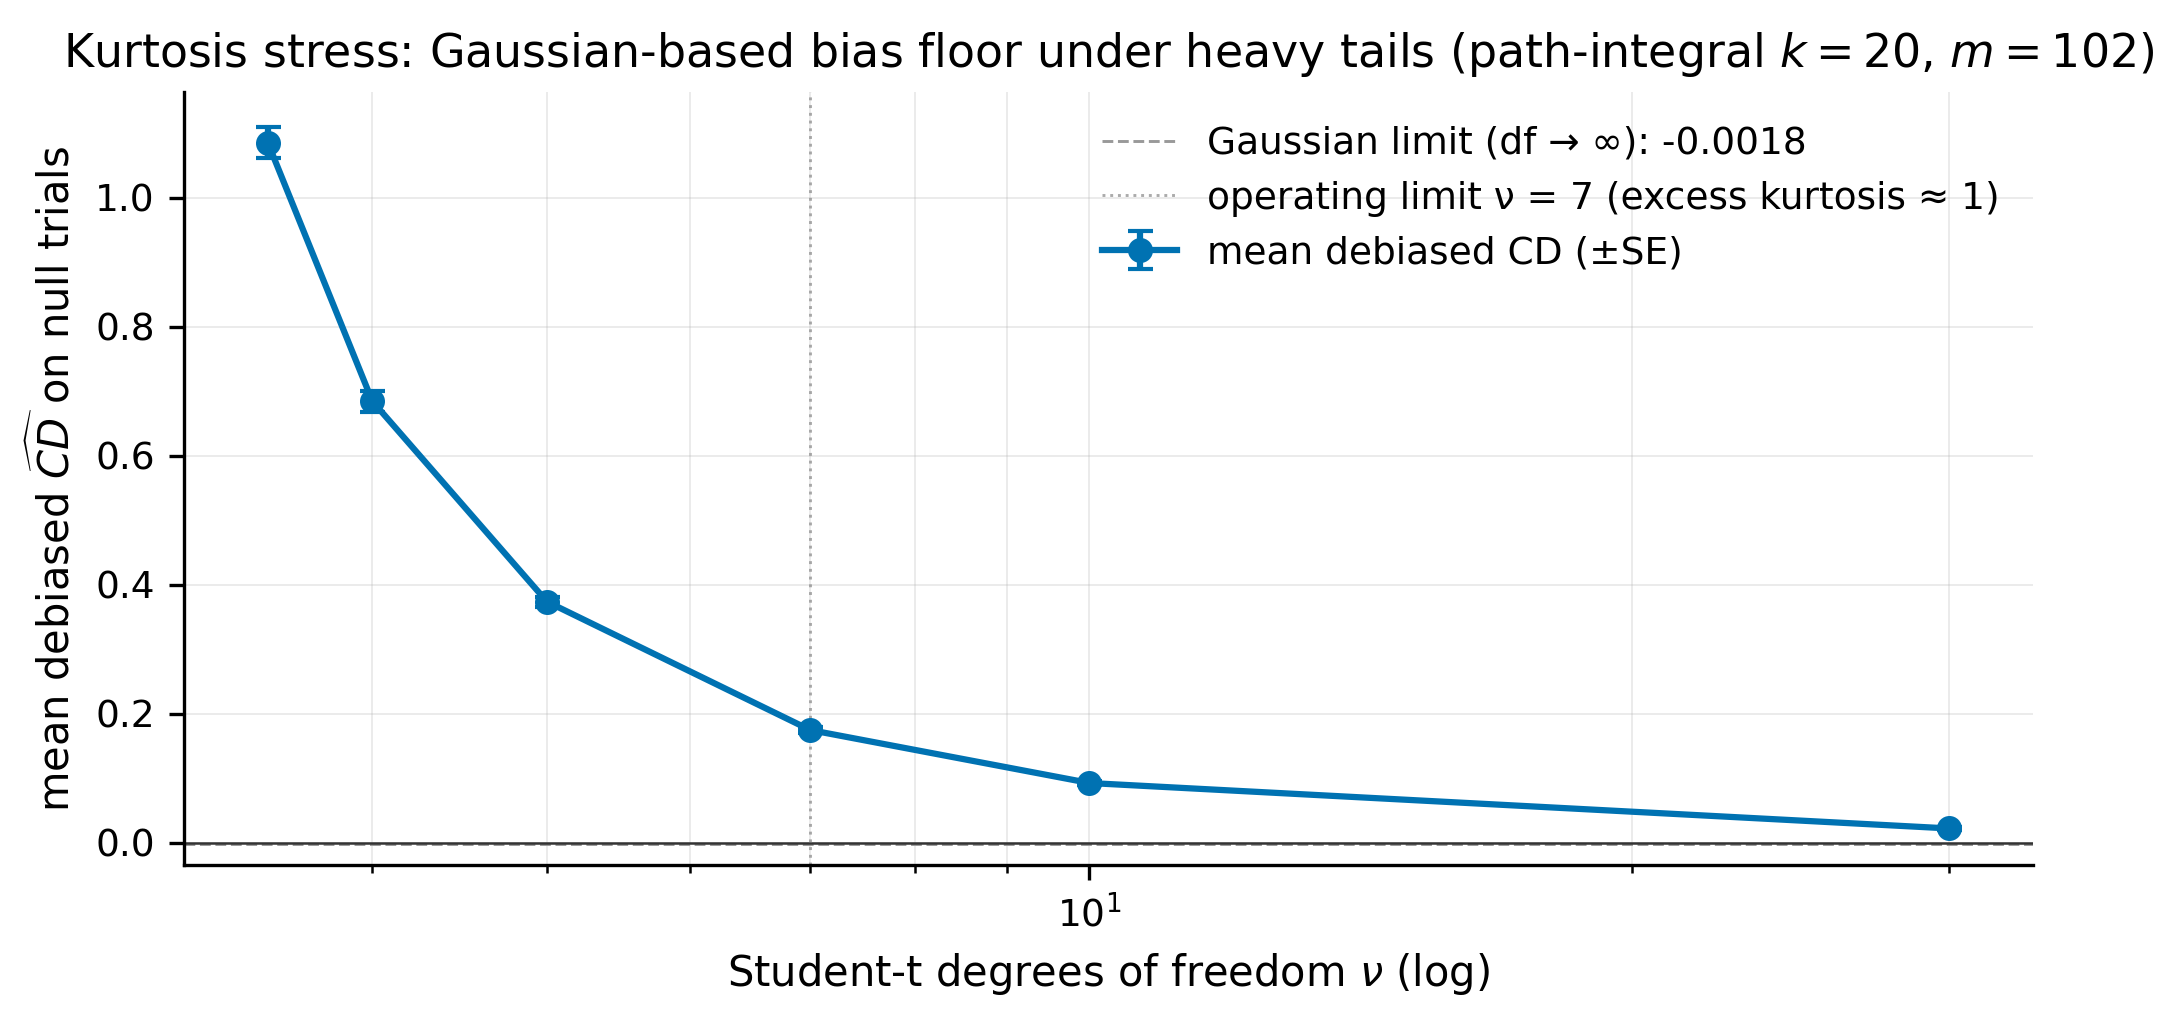 Kurtosis stress: Gaussian-based bias floor under heavy tails (path-integral k = 20, m = 102)
mean debiased \widehat{CD} on null trials
1.0
0.8
0.6
0.4
0.2
0.0
Gaussian limit (df → ∞): -0.0018
operating limit ν = 7 (excess kurtosis ≈ 1)
mean debiased CD (±SE)
10¹
Student-t degrees of freedom ν (log)